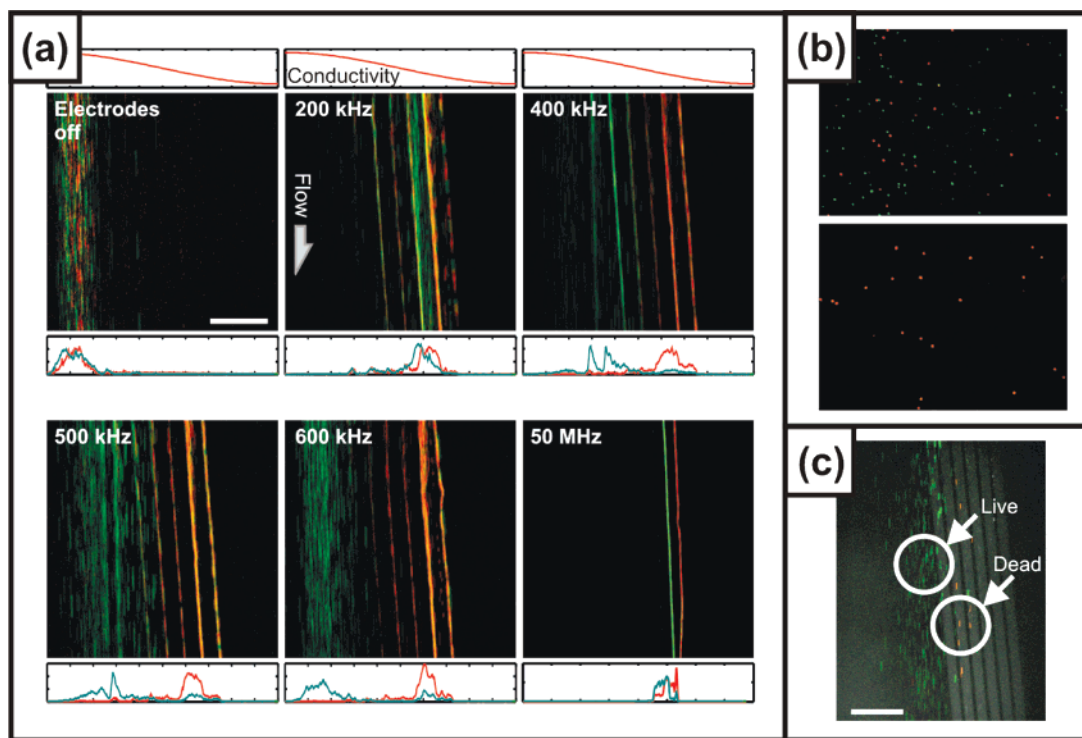 (a)
Conductivity
Electrodes
off
200 kHz
400 kHz
Flow
500 kHz
600 kHz
50 MHz
(b)
(c)
Live
Dead